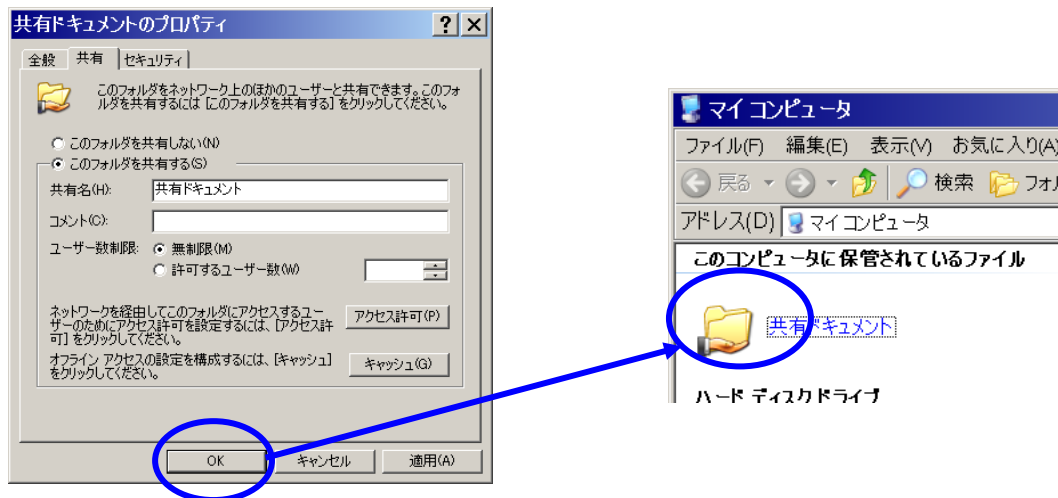 共有ドキュメントのプロパティ
全般 共有 セキュリティ
このフォルダをネットワーク上のほかのユーザーと共有できます。このフォ
ルダを共有するには [このフォルダを共有する] をクリックしてください。
このフォルダを共有しない(N)
このフォルダを共有する(S)
共有名(H): 共有ドキュメント
コメント(C):
ユーザー数制限: 無制限(M)
許可するユーザー数(W)
ネットワークを経由してこのフォルダにアクセスするユー
ザーのためにアクセス許可を設定するには、[アクセス許
可] をクリックしてください。
アクセス許可(P)
オフライン アクセスの設定を構成するには、[キャッシュ]
をクリックしてください。
キャッシュ(G)
OK キャンセル 適用(A)
マイ コンピュータ
ファイル(F) 編集(E) 表示(V) お気に入り(A)
戻る 検索 フォル
アドレス(D) マイ コンピュータ
このコンピュータに保管されているファイル
共有ドキュメント
ハード ディスク ドライブ